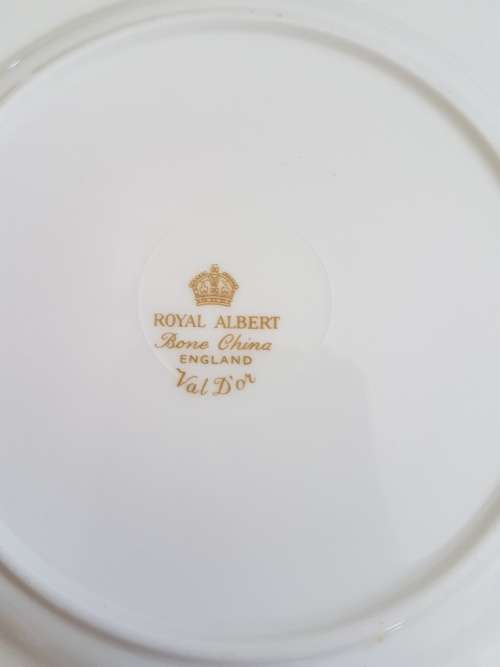 ROYAL ALBERT
Bone China
ENGLAND
Val D'or